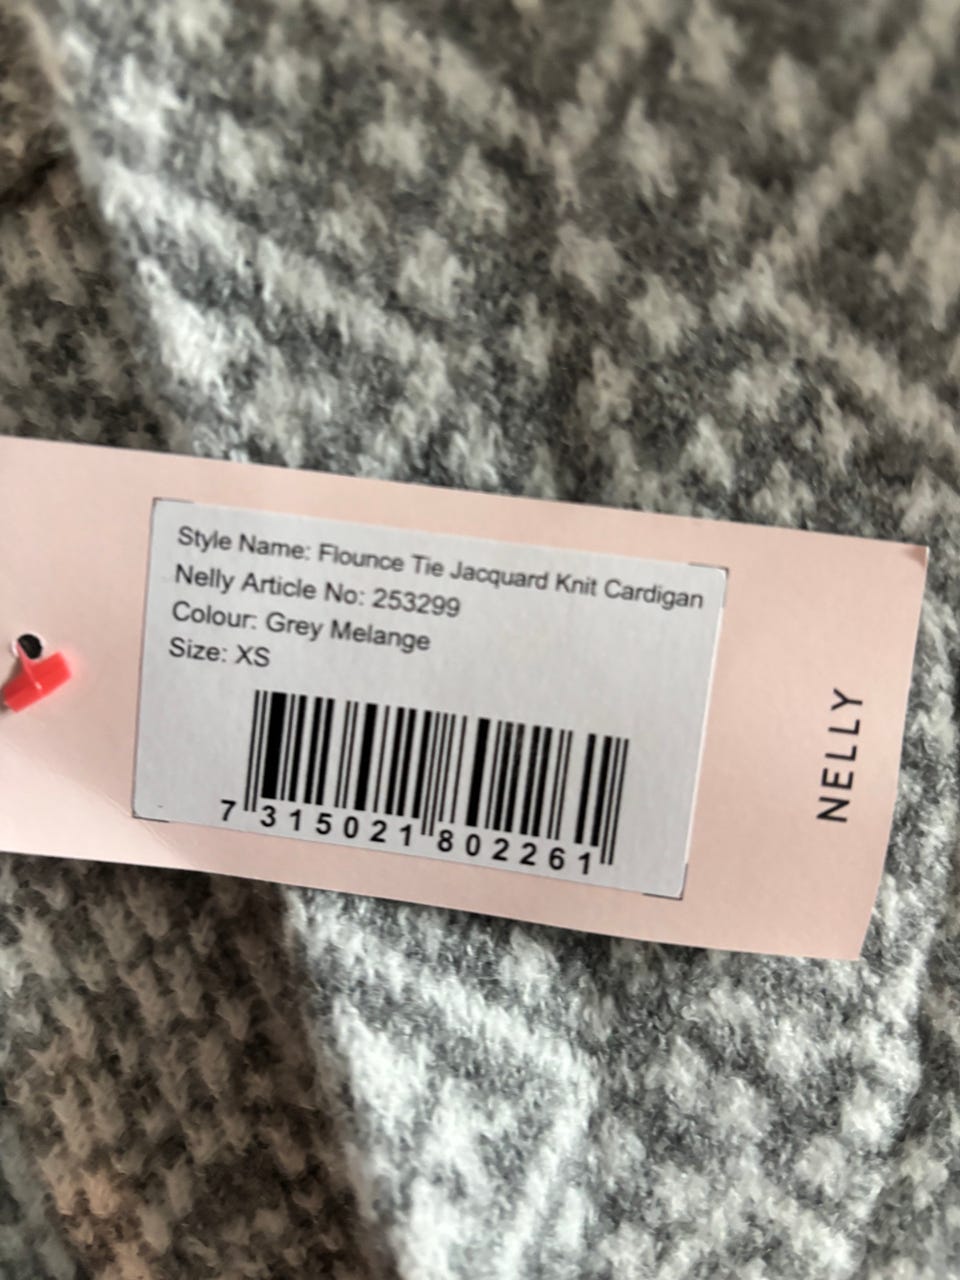 Style Name: Flounce Tie Jacquard Knit Cardigan
Nelly Article No: 253299
Colour: Grey Melange
Size: XS
7 315021 802261
NELLY